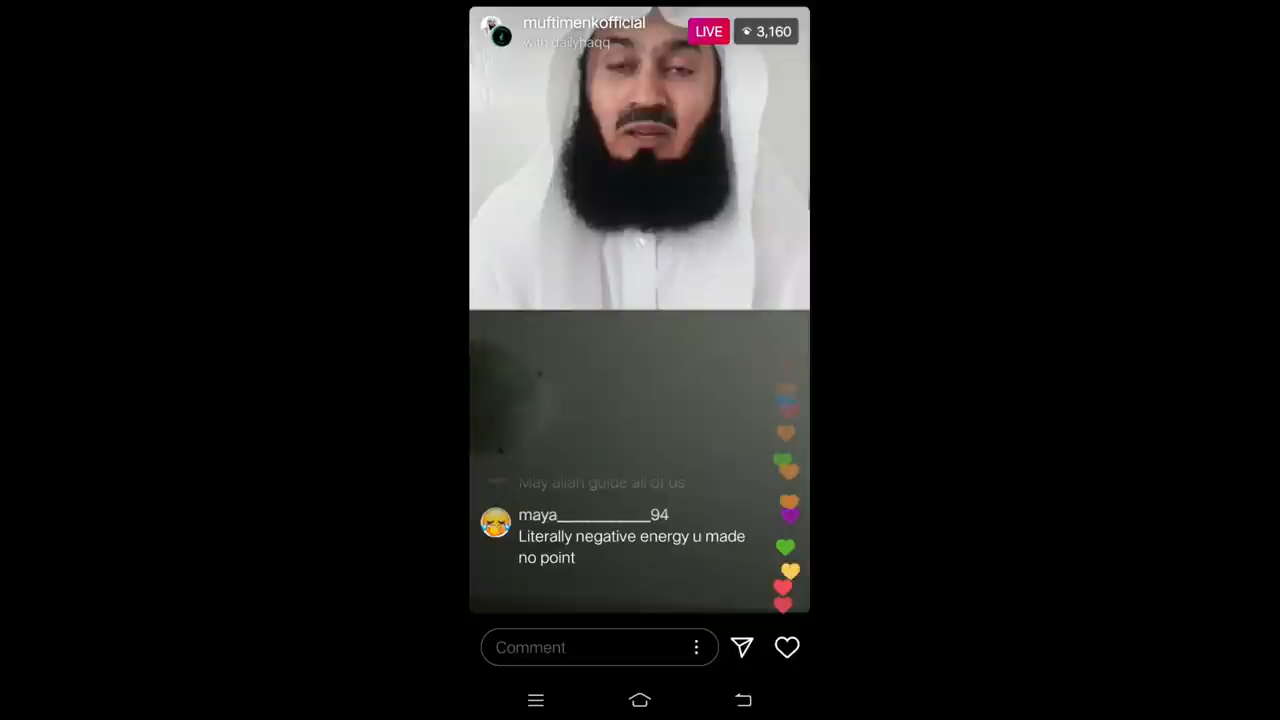 muftimenkofficial
with dailyhaqq
LIVE
3,160
May allah guide all of us
maya____________94
Literally negative energy u made
no point
Comment